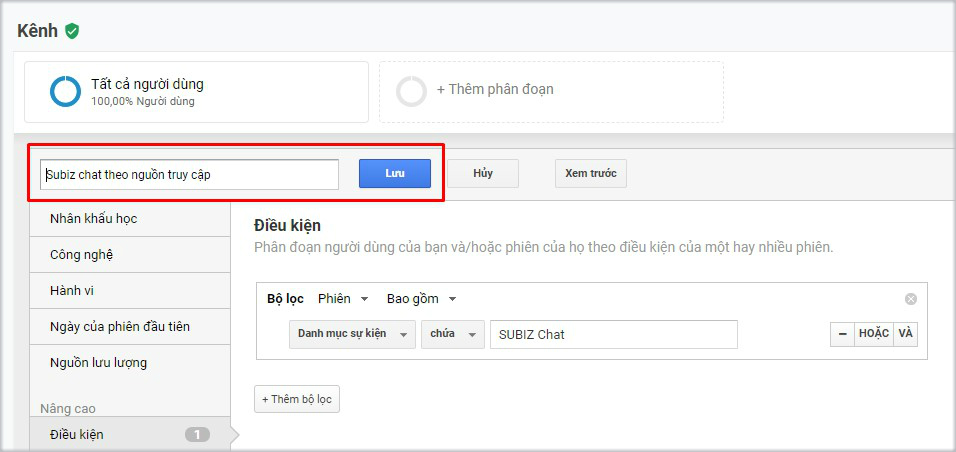 Kênh
Tất cả người dùng
100,00% Người dùng
+ Thêm phân đoạn
Subiz chat theo nguồn truy cập
Lưu
Hủy
Xem trước
Nhân khẩu học
Công nghệ
Hành vi
Ngày của phiên đầu tiên
Nguồn lưu lượng
Nâng cao
Điều kiện 1
Điều kiện
Phân đoạn người dùng của bạn và/hoặc phiên của họ theo điều kiện của một hay nhiều phiên.
Bộ lọc Phiên Bao gồm
Danh mục sự kiện chứa SUBIZ Chat – HOẶC VÀ
+ Thêm bộ lọc